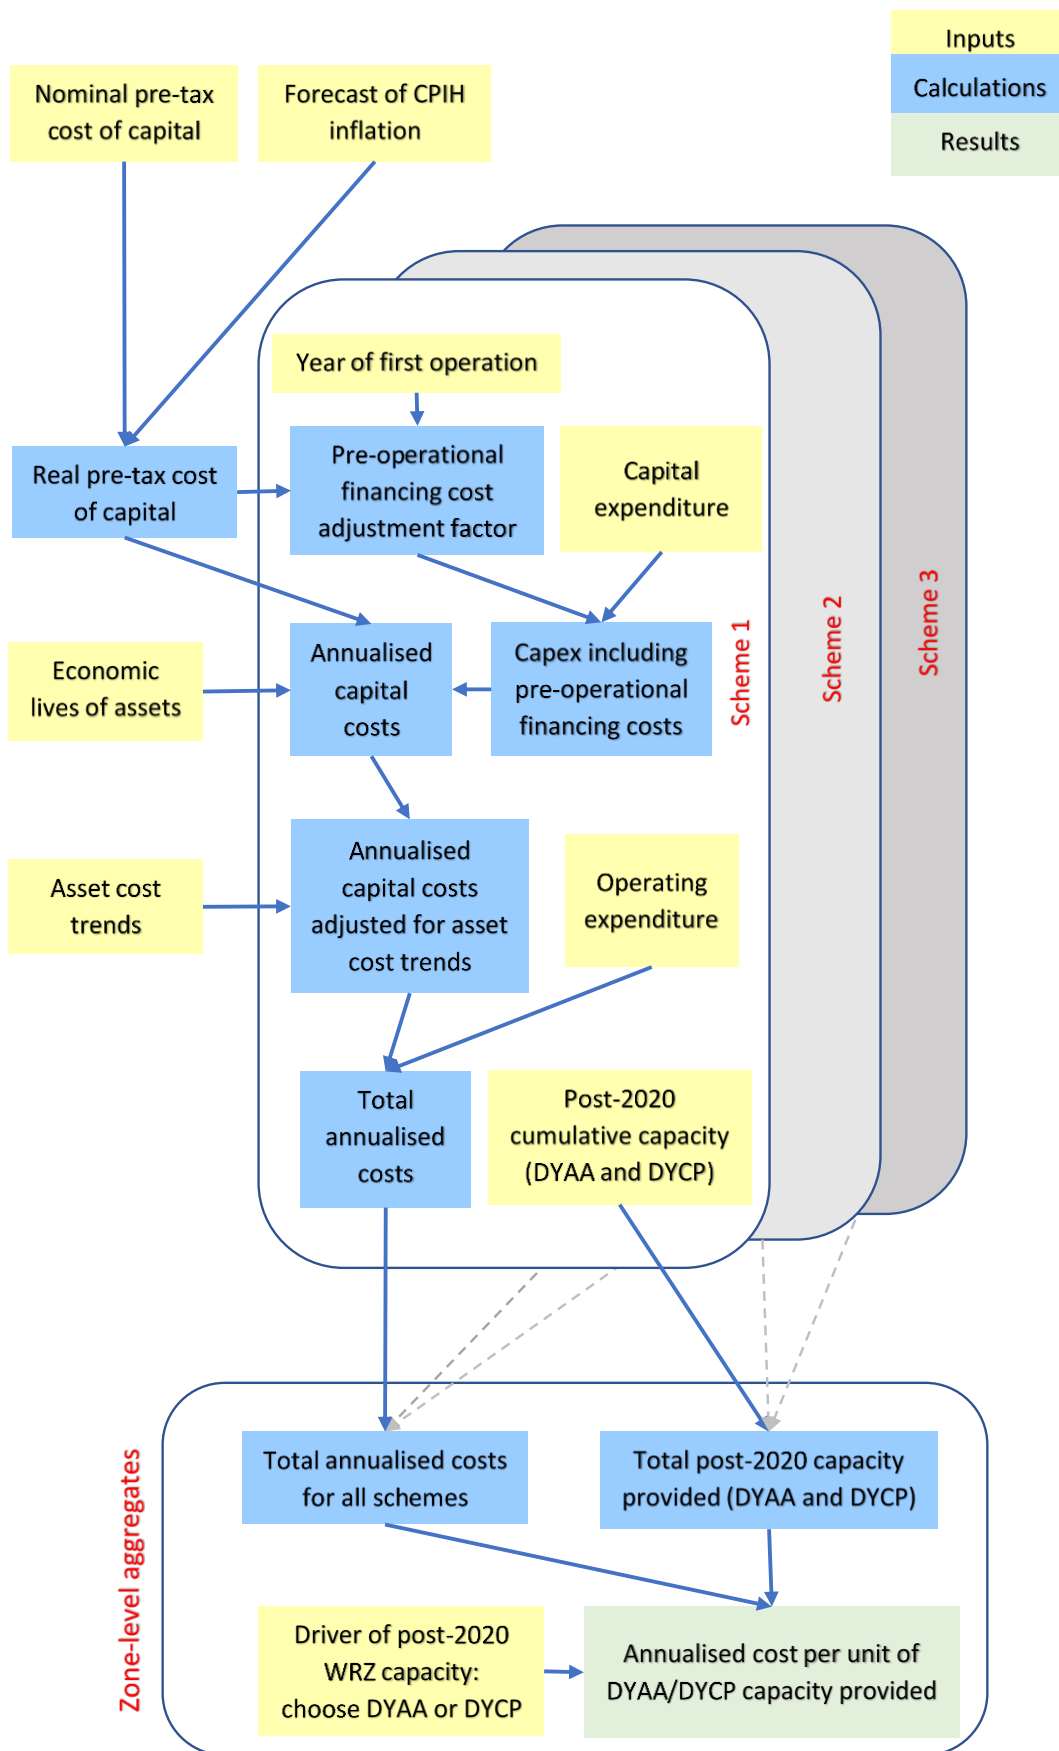 Inputs
Calculations
Results
Nominal pre-tax
cost of capital
Forecast of CPIH
inflation
Year of first operation
Real pre-tax cost
of capital
Pre-operational
financing cost
adjustment factor
Capital
expenditure
Economic
lives of assets
Annualised
capital
costs
Capex including
pre-operational
financing costs
Scheme 1
Scheme 2
Scheme 3
Asset cost
trends
Annualised
capital costs
adjusted for asset
cost trends
Operating
expenditure
Total
annualised
costs
Post-2020
cumulative capacity
(DYAA and DYCP)
Zone-level aggregates
Total annualised costs
for all schemes
Total post-2020 capacity
provided (DYAA and DYCP)
Driver of post-2020
WRZ capacity:
choose DYAA or DYCP
Annualised cost per unit of
DYAA/DYCP capacity provided